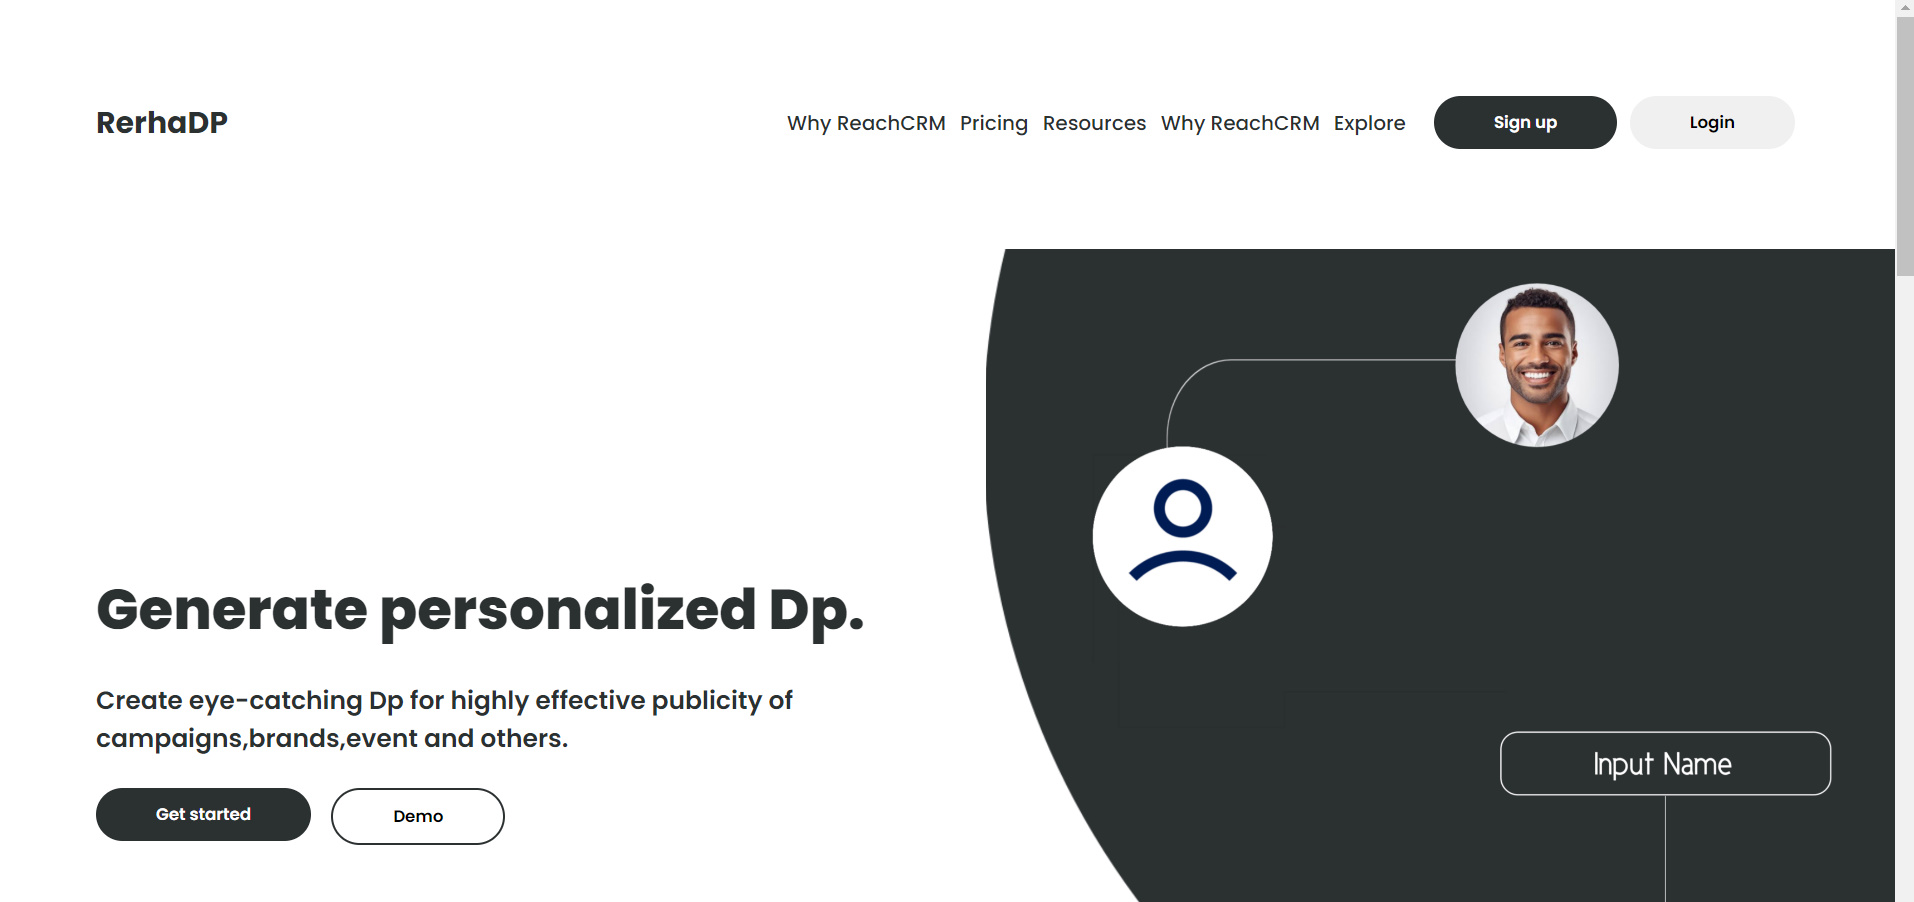 RerhaDP
Why ReachCRM Pricing Resources Why ReachCRM Explore Sign up Login
Generate personalized Dp.
Create eye-catching Dp for highly effective publicity of
campaigns,brands,event and others.
Get started Demo
Input Name